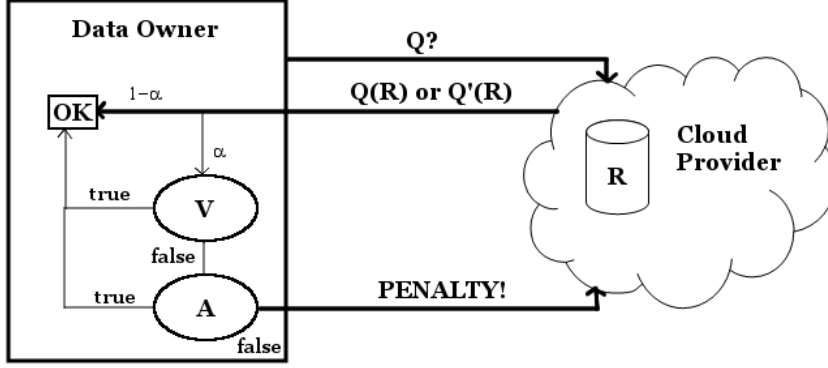 Data Owner
Q?
1-α
Q(R) or Q'(R)
OK
Cloud
Provider
R
α
true
V
false
true
A
PENALTY!
false